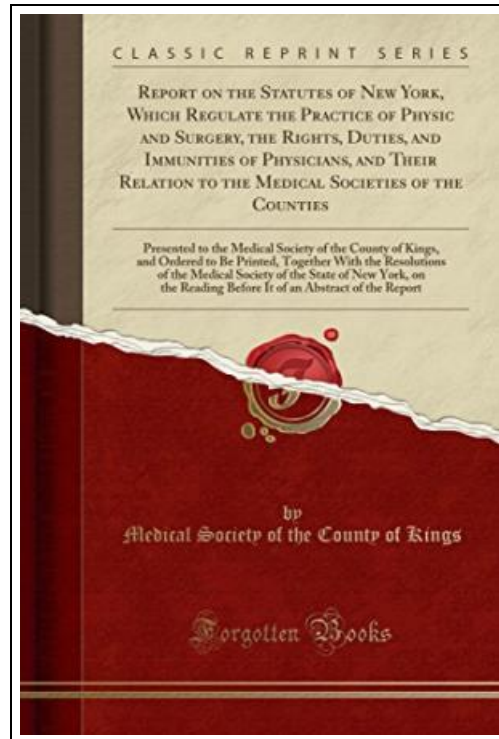 CLASSIC REPRINT SERIES
REPORT ON THE STATUTES OF NEW YORK,
WHICH REGULATE THE PRACTICE OF PHYSIC
AND SURGERY, THE RIGHTS, DUTIES, AND
IMMUNITIES OF PHYSICIANS, AND THEIR
RELATION TO THE MEDICAL SOCIETIES OF THE
COUNTIES
Presented to the Medical Society of the County of Kings,
and Ordered to Be Printed, Together With the Resolutions
of the Medical Society of the State of New York, on
the Reading Before It of an Abstract of the Report
by
Medical Society of the County of Kings
Forgotten Books